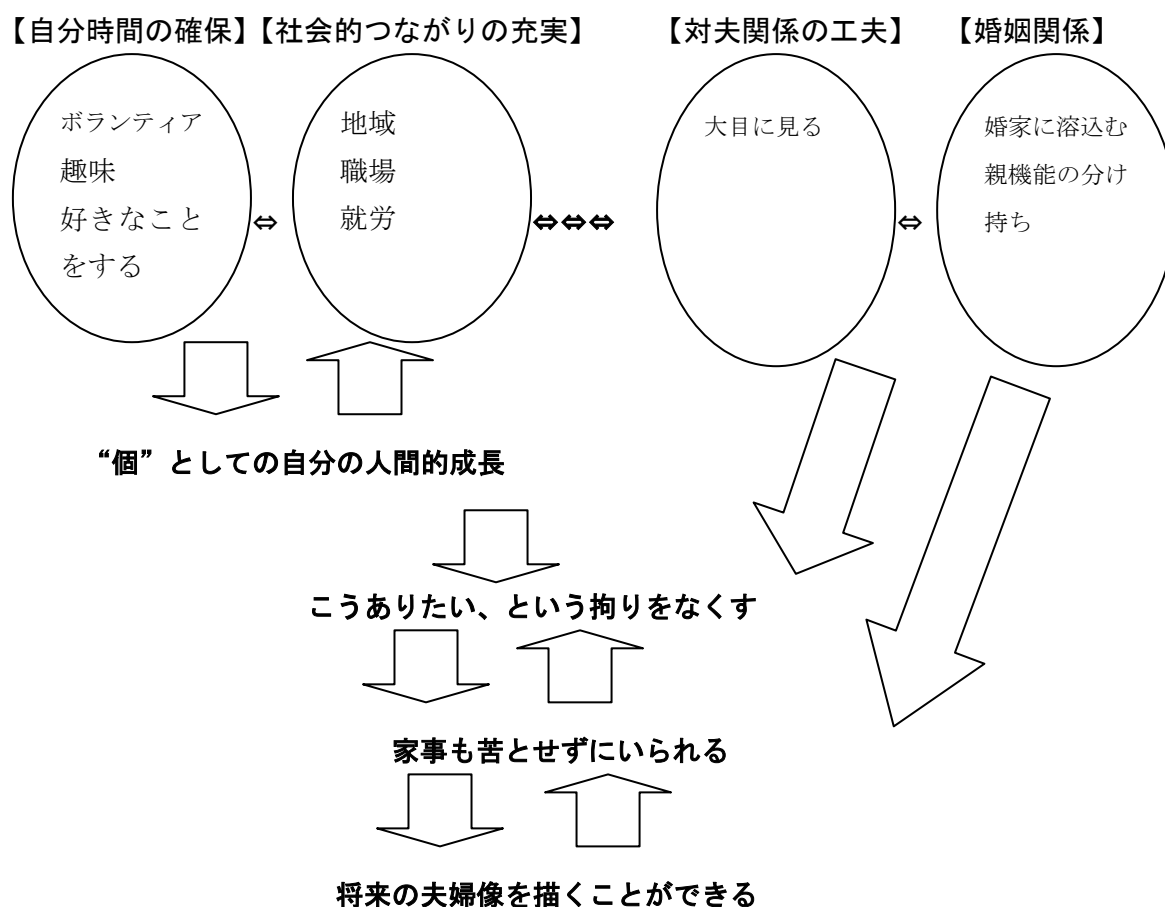 【自分時間の確保】【社会的つながりの充実】 【対夫関係の工夫】 【婚姻関係】
ボランティア
趣味
好きなこと
をする
地域
職場
就労
大目に見る
婚家に溶込む
親機能の分け
持ち
⇔
⇔⇔⇔
⇔
“個”としての自分の人間的成長
こうありたい、という拘りをなくす
家事も苦とせずにいられる
将来の夫婦像を描くことができる